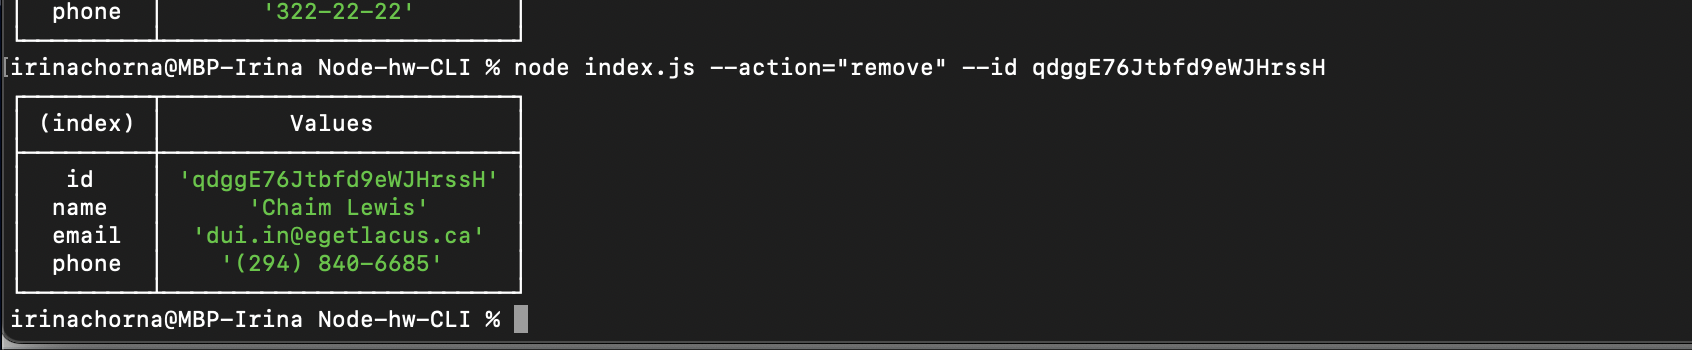 phone '322-22-22'
irinachorna@MBP-Irina Node-hw-CLI % node index.js --action="remove" --id qdggE76Jtbfd9eWJHrssH
(index) Values
id 'qdggE76Jtbfd9eWJHrssH'
name 'Chaim Lewis'
email 'dui.in@egetlacus.ca'
phone '(294) 840-6685'
irinachorna@MBP-Irina Node-hw-CLI %